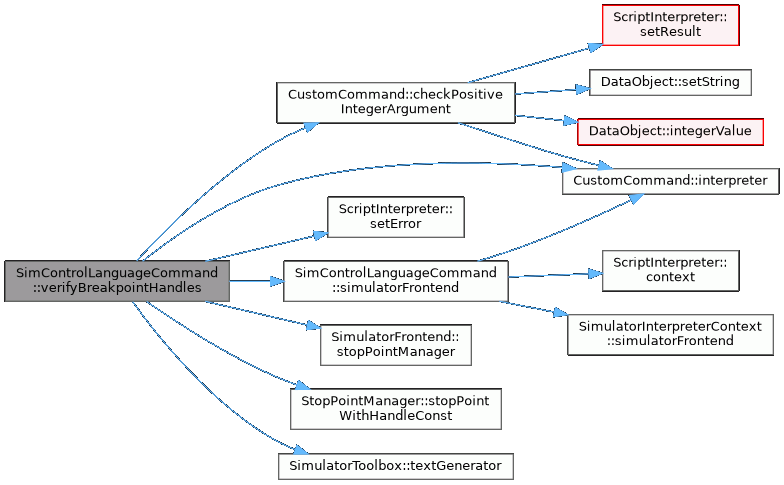 ScriptInterpreter::
setResult
CustomCommand::checkPositive
IntegerArgument
DataObject::setString
DataObject::integerValue
CustomCommand::interpreter
ScriptInterpreter::
setError
SimControlLanguageCommand
::verifyBreakpointHandles
SimControlLanguageCommand
::simulatorFrontend
ScriptInterpreter::
context
SimulatorInterpreterContext
::simulatorFrontend
SimulatorFrontend::
stopPointManager
StopPointManager::stopPoint
WithHandleConst
SimulatorToolbox::textGenerator